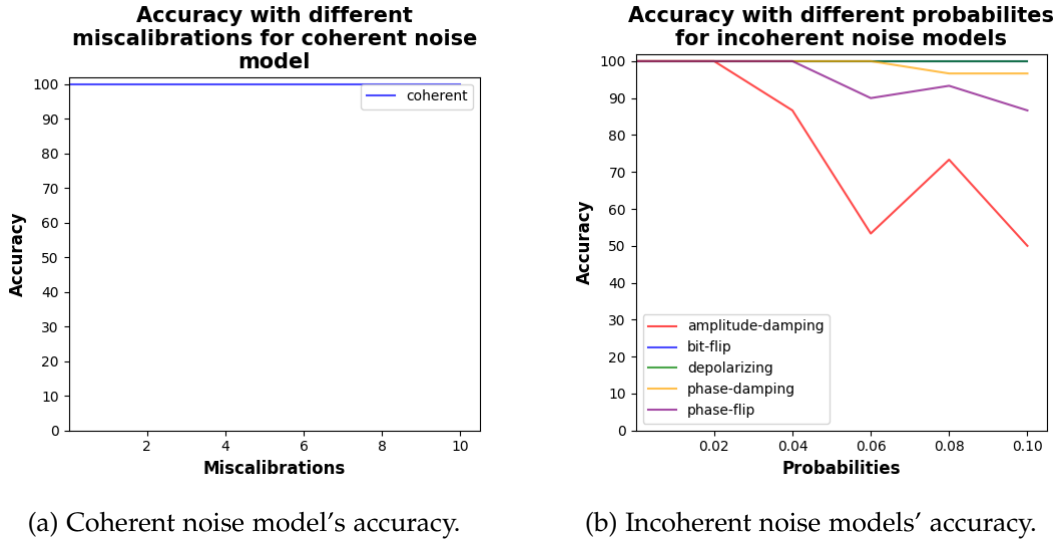 Accuracy with different
miscalibrations for coherent noise
model
100
90
80
70
60
50
40
30
20
10
0
Accuracy
coherent
2 4 6 8 10
Miscalibrations
(a) Coherent noise model's accuracy.
Accuracy with different probabilites
for incoherent noise models
100
90
80
70
60
50
40
30
20
10
0
Accuracy
amplitude-damping
bit-flip
depolarizing
phase-damping
phase-flip
0.02 0.04 0.06 0.08 0.10
Probabilities
(b) Incoherent noise models' accuracy.